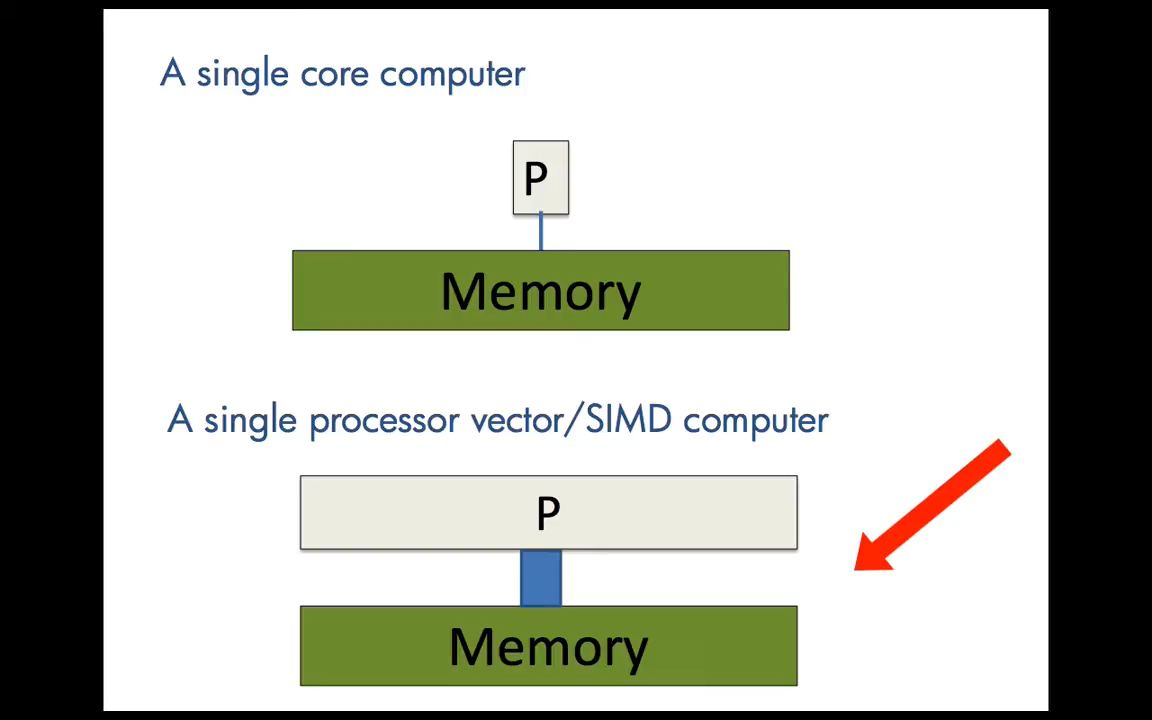 A single core computer
P
Memory
A single processor vector/SIMD computer
P
Memory